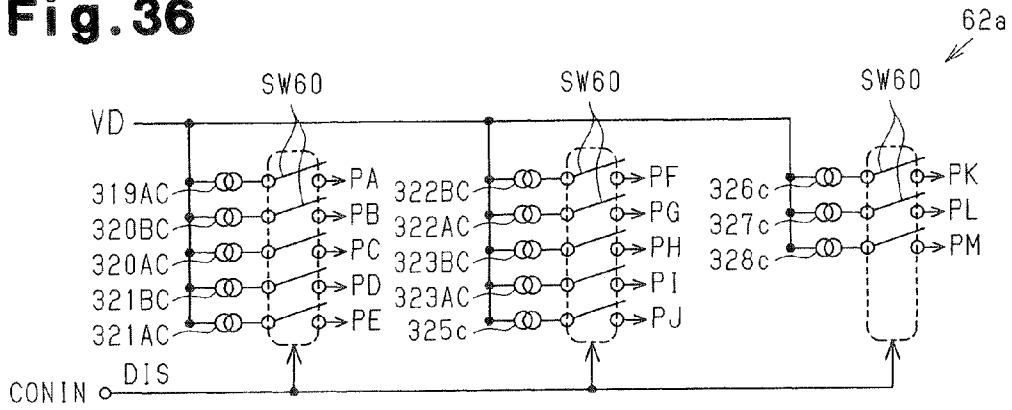 Fig.36
62a
SW60 SW60 SW60
VD
319AC PA 322BC PF 326c PK
320BC PB 322AC PG 327c PL
320AC PC 323BC PH 328c PM
321BC PD 323AC PI
321AC PE 325c PJ
CONIN DIS